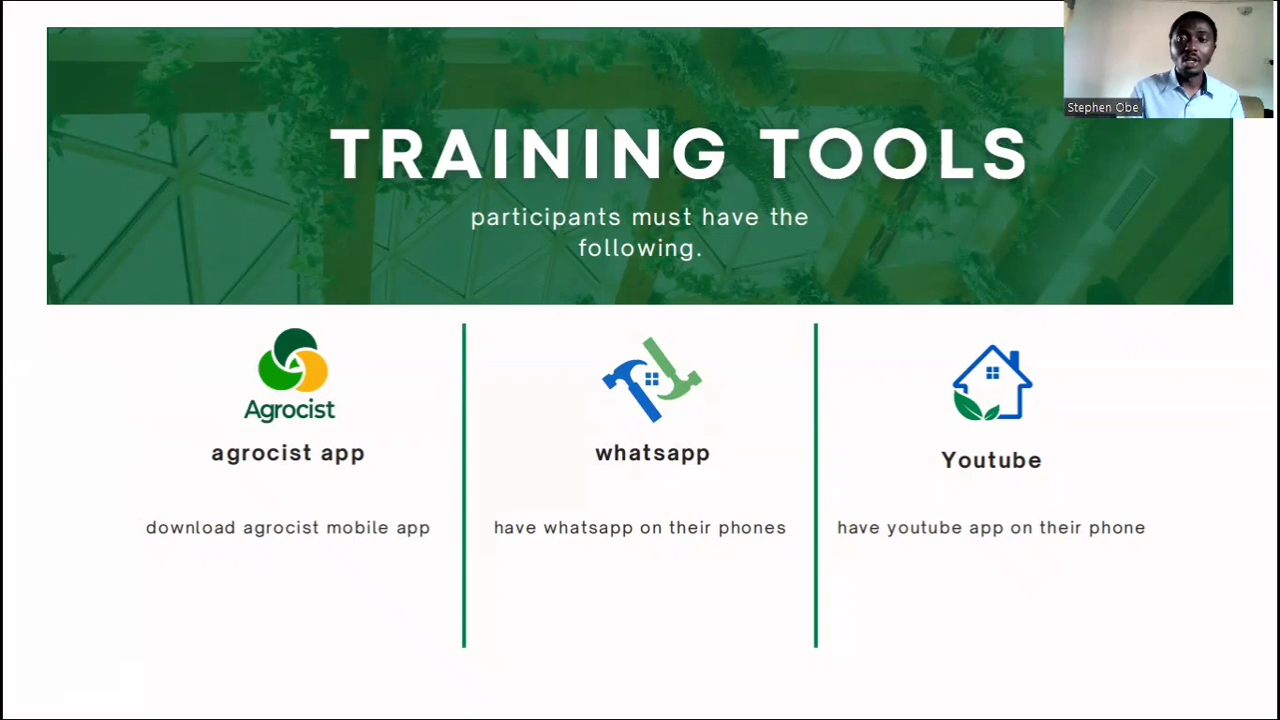 Stephen Obe
TRAINING TOOLS
participants must have the
following.
Agrocist
agrocist app
download agrocist mobile app
whatsapp
have whatsapp on their phones
Youtube
have youtube app on their phone